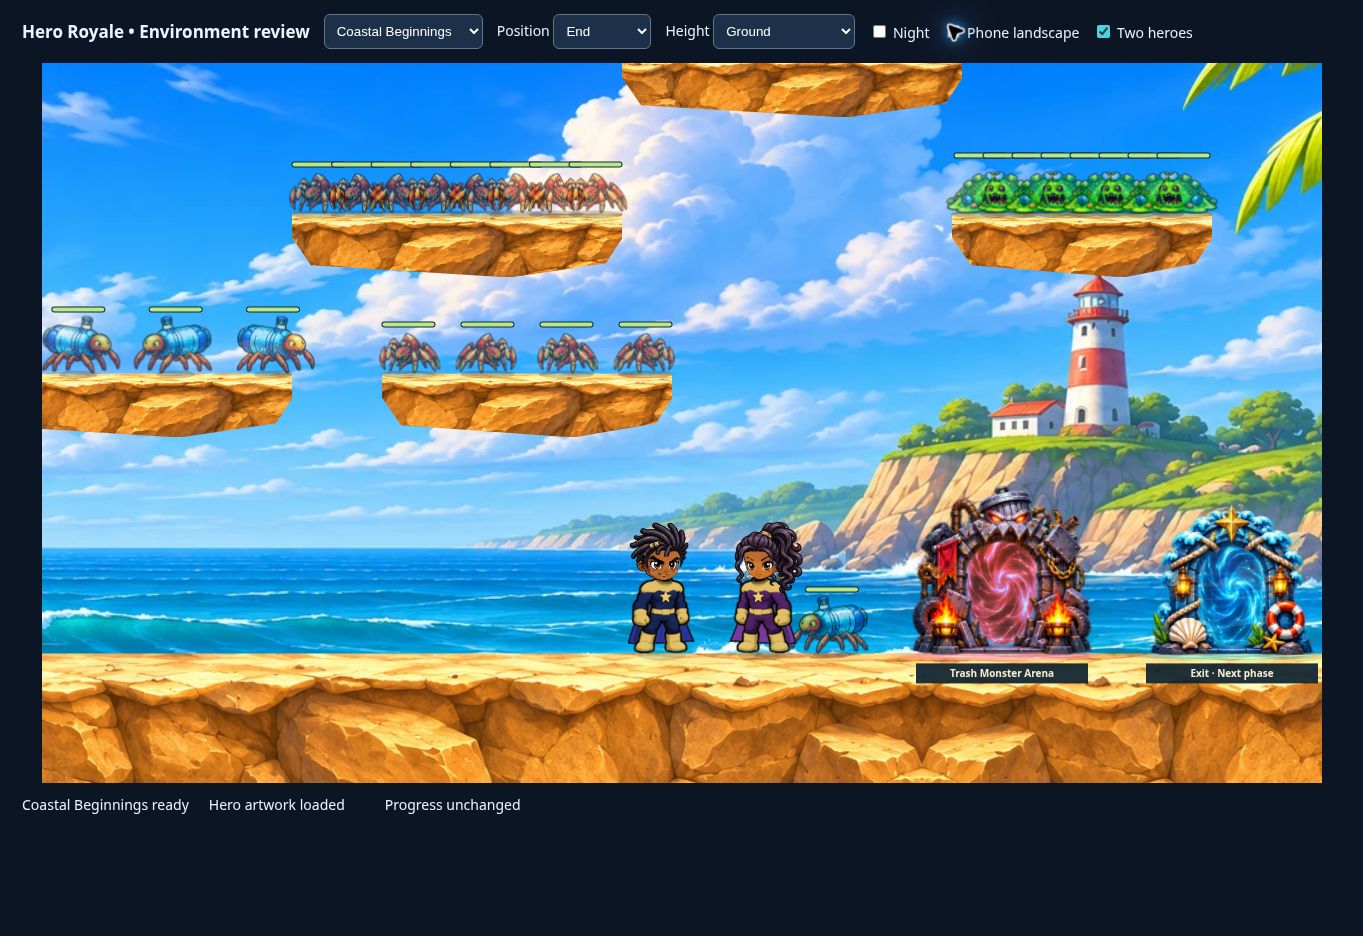 Hero Royale • Environment review
Coastal Beginnings
Position
End
Height
Ground
Night
Phone landscape
Two heroes
Trash Monster Arena
Exit · Next phase
Coastal Beginnings ready
Hero artwork loaded
Progress unchanged